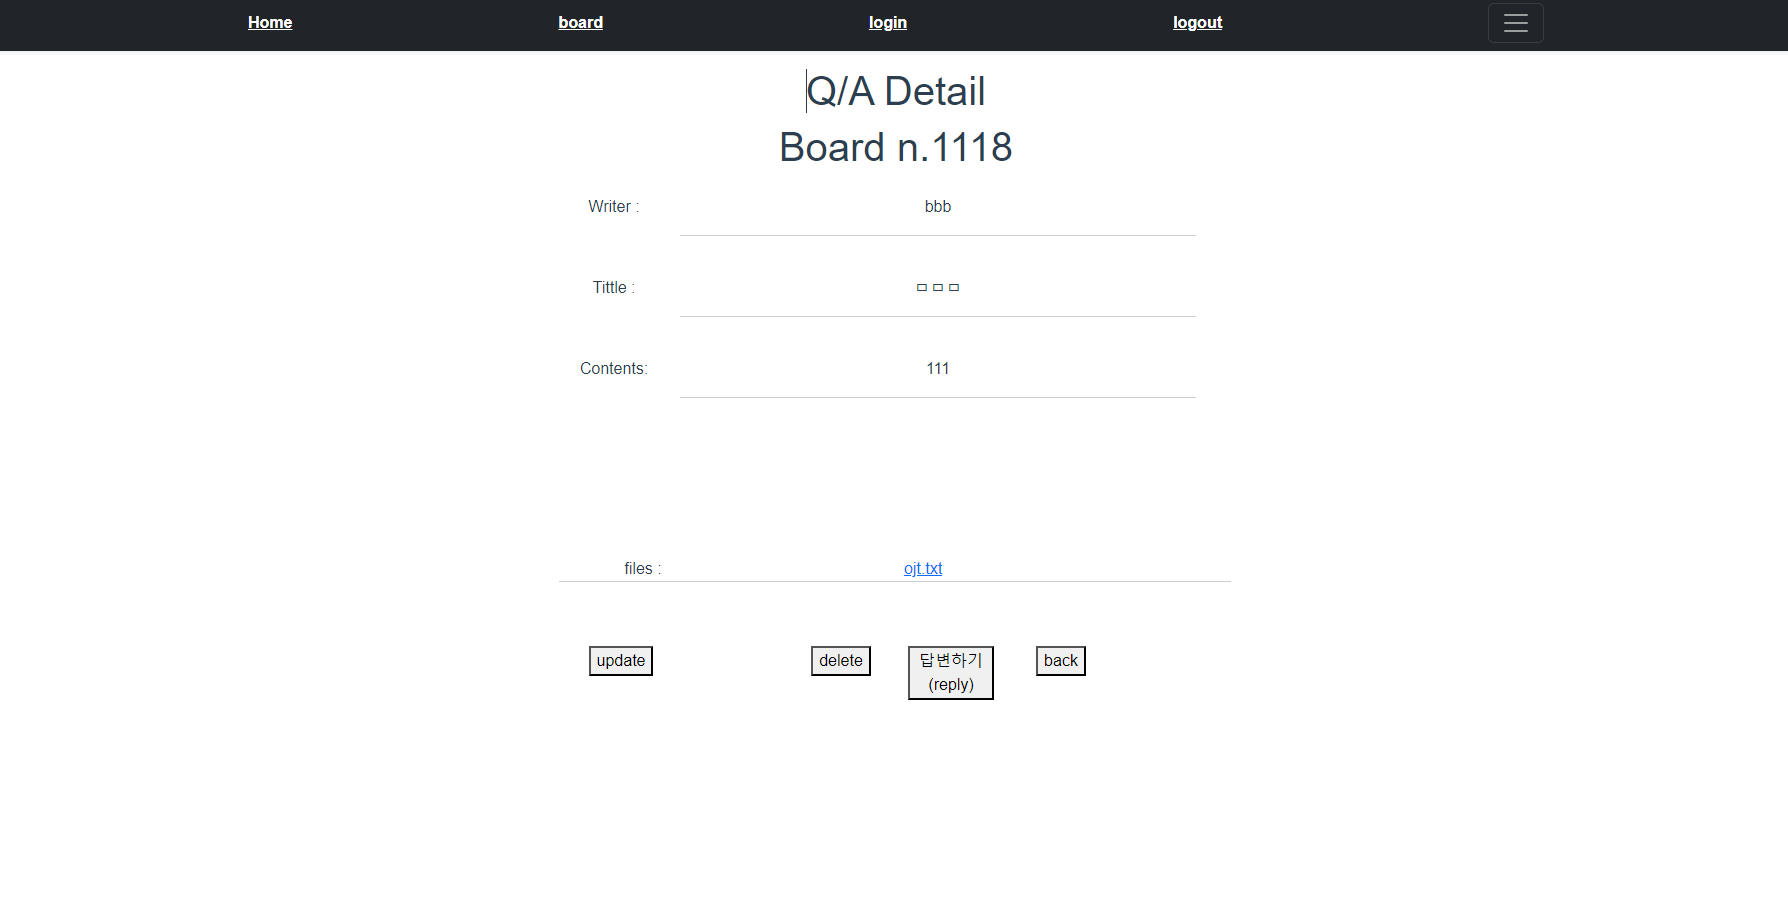 Home board login logout
Q/A Detail
Board n.1118
Writer : bbb
Tittle : ㅁㅁㅁ
Contents: 111
files : ojt.txt
update delete 답변하기 back
(reply)